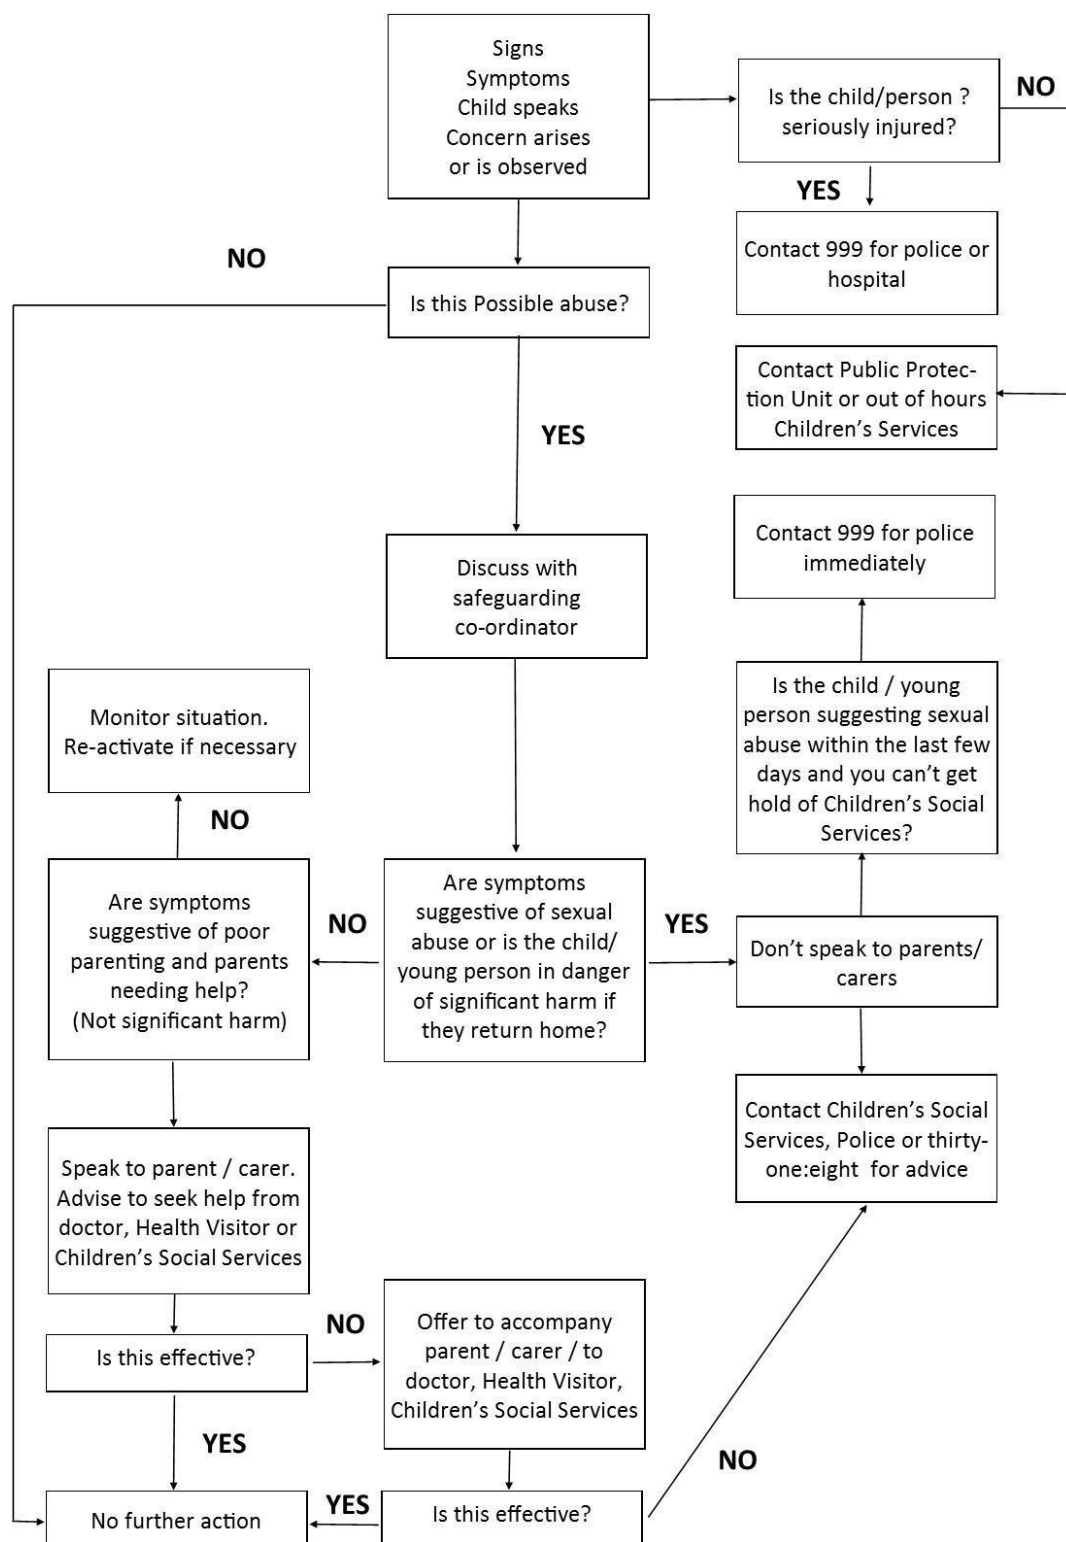 Signs
Symptoms
Child speaks
Concern arises
or is observed
Is the child/person ?
seriously injured?
NO
YES
Contact 999 for police or
hospital
NO
Is this Possible abuse?
Contact Public Protec-
tion Unit or out of hours
Children’s Services
YES
Contact 999 for police
immediately
Discuss with
safeguarding
co-ordinator
Monitor situation.
Re-activate if necessary
Is the child / young
person suggesting sexual
abuse within the last few
days and you can’t get
hold of Children’s Social
Services?
NO
Are symptoms
suggestive of poor
parenting and parents
needing help?
(Not significant harm)
NO
Are symptoms
suggestive of sexual
abuse or is the child/
young person in danger
of significant harm if
they return home?
YES
Don’t speak to parents/
carers
Contact Children’s Social
Services, Police or thirty-
one:eight for advice
Speak to parent / carer.
Advise to seek help from
doctor, Health Visitor or
Children’s Social Services
Is this effective?
NO
Offer to accompany
parent / carer / to
doctor, Health Visitor,
Children’s Social Services
YES
NO
No further action
YES
Is this effective?